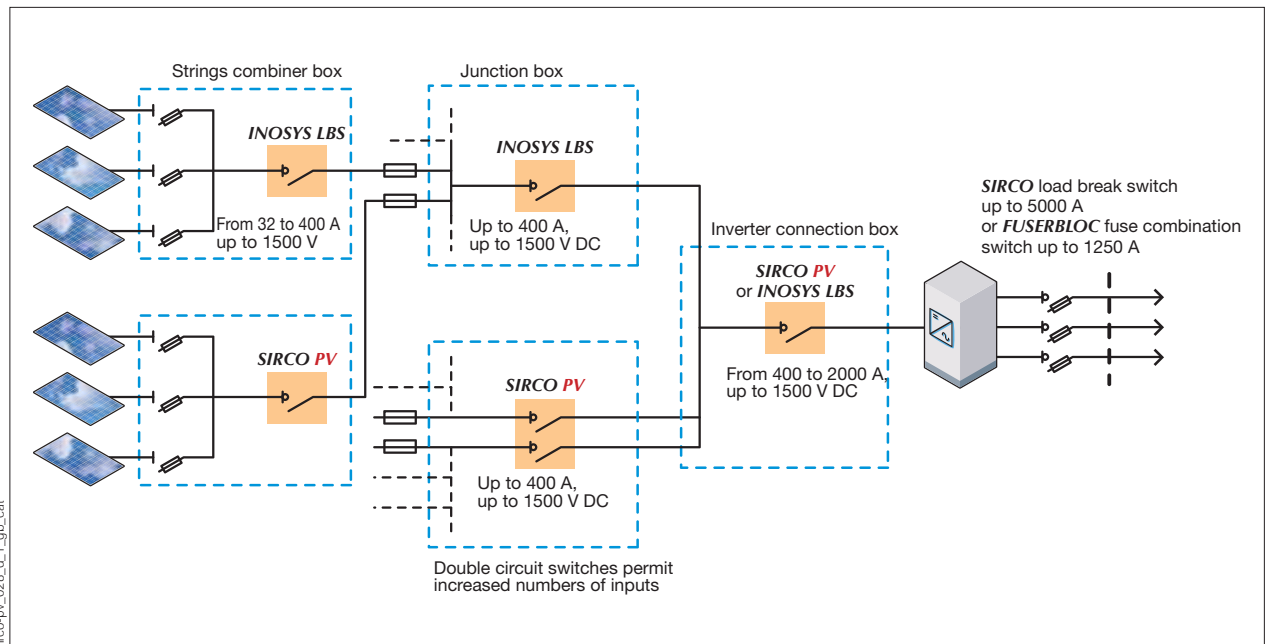 Strings combiner box
INOSYS LBS
From 32 to 400 A
up to 1500 V
SIRCO PV
Junction box
INOSYS LBS
Up to 400 A,
up to 1500 V DC
SIRCO PV
Up to 400 A,
up to 1500 V DC
Double circuit switches permit
increased numbers of inputs
Inverter connection box
SIRCO PV
or INOSYS LBS
From 400 to 2000 A,
up to 1500 V DC
SIRCO load break switch
up to 5000 A
or FUSERBLOC fuse combination
switch up to 1250 A